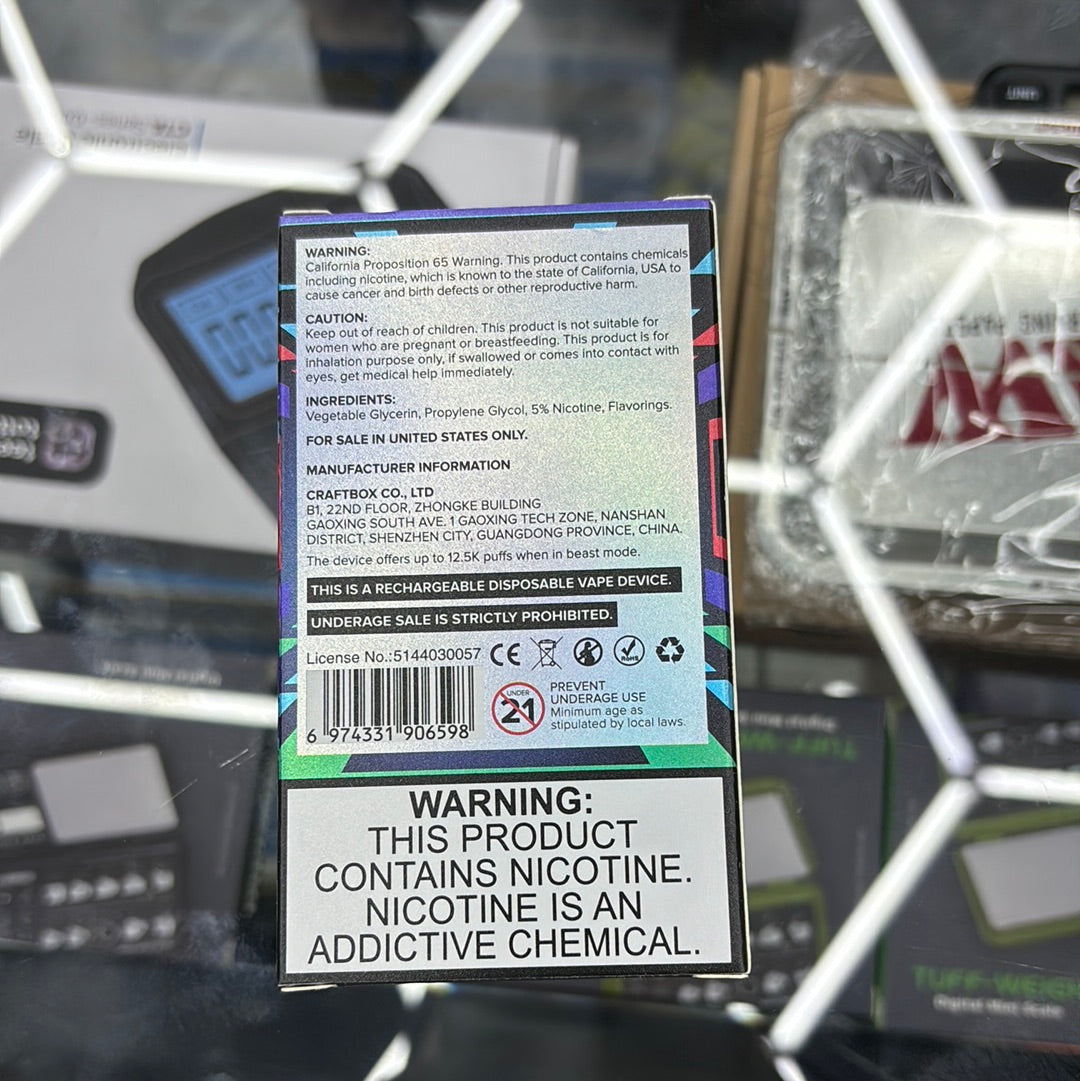 WARNING:
California Proposition 65 Warning. This product contains chemicals
including nicotine, which is known to the state of California, USA to
cause cancer and birth defects or other reproductive harm.
CAUTION:
Keep out of reach of children. This product is not suitable for
women who are pregnant or breastfeeding. This product is for
inhalation purpose only, if swallowed or comes into contact with
eyes, get medical help immediately.
INGREDIENTS:
Vegetable Glycerin, Propylene Glycol, 5% Nicotine, Flavorings.
FOR SALE IN UNITED STATES ONLY.
MANUFACTURER INFORMATION
CRAFTBOX CO., LTD
B1, 22ND FLOOR, ZHONGKE BUILDING
GAOXING SOUTH AVE. 1 GAOXING TECH ZONE, NANSHAN
DISTRICT, SHENZHEN CITY, GUANGDONG PROVINCE, CHINA.
The device offers up to 12.5K puffs when in beast mode.
THIS IS A RECHARGEABLE DISPOSABLE VAPE DEVICE.
UNDERAGE SALE IS STRICTLY PROHIBITED.
License No.:5144030057 CE RoHS
6 974331 906598
UNDER
21
PREVENT
UNDERAGE USE
Minimum age as
stipulated by local laws.
WARNING:
THIS PRODUCT
CONTAINS NICOTINE.
NICOTINE IS AN
ADDICTIVE CHEMICAL.
TUFF-WEIGH
Digital Mini Scale